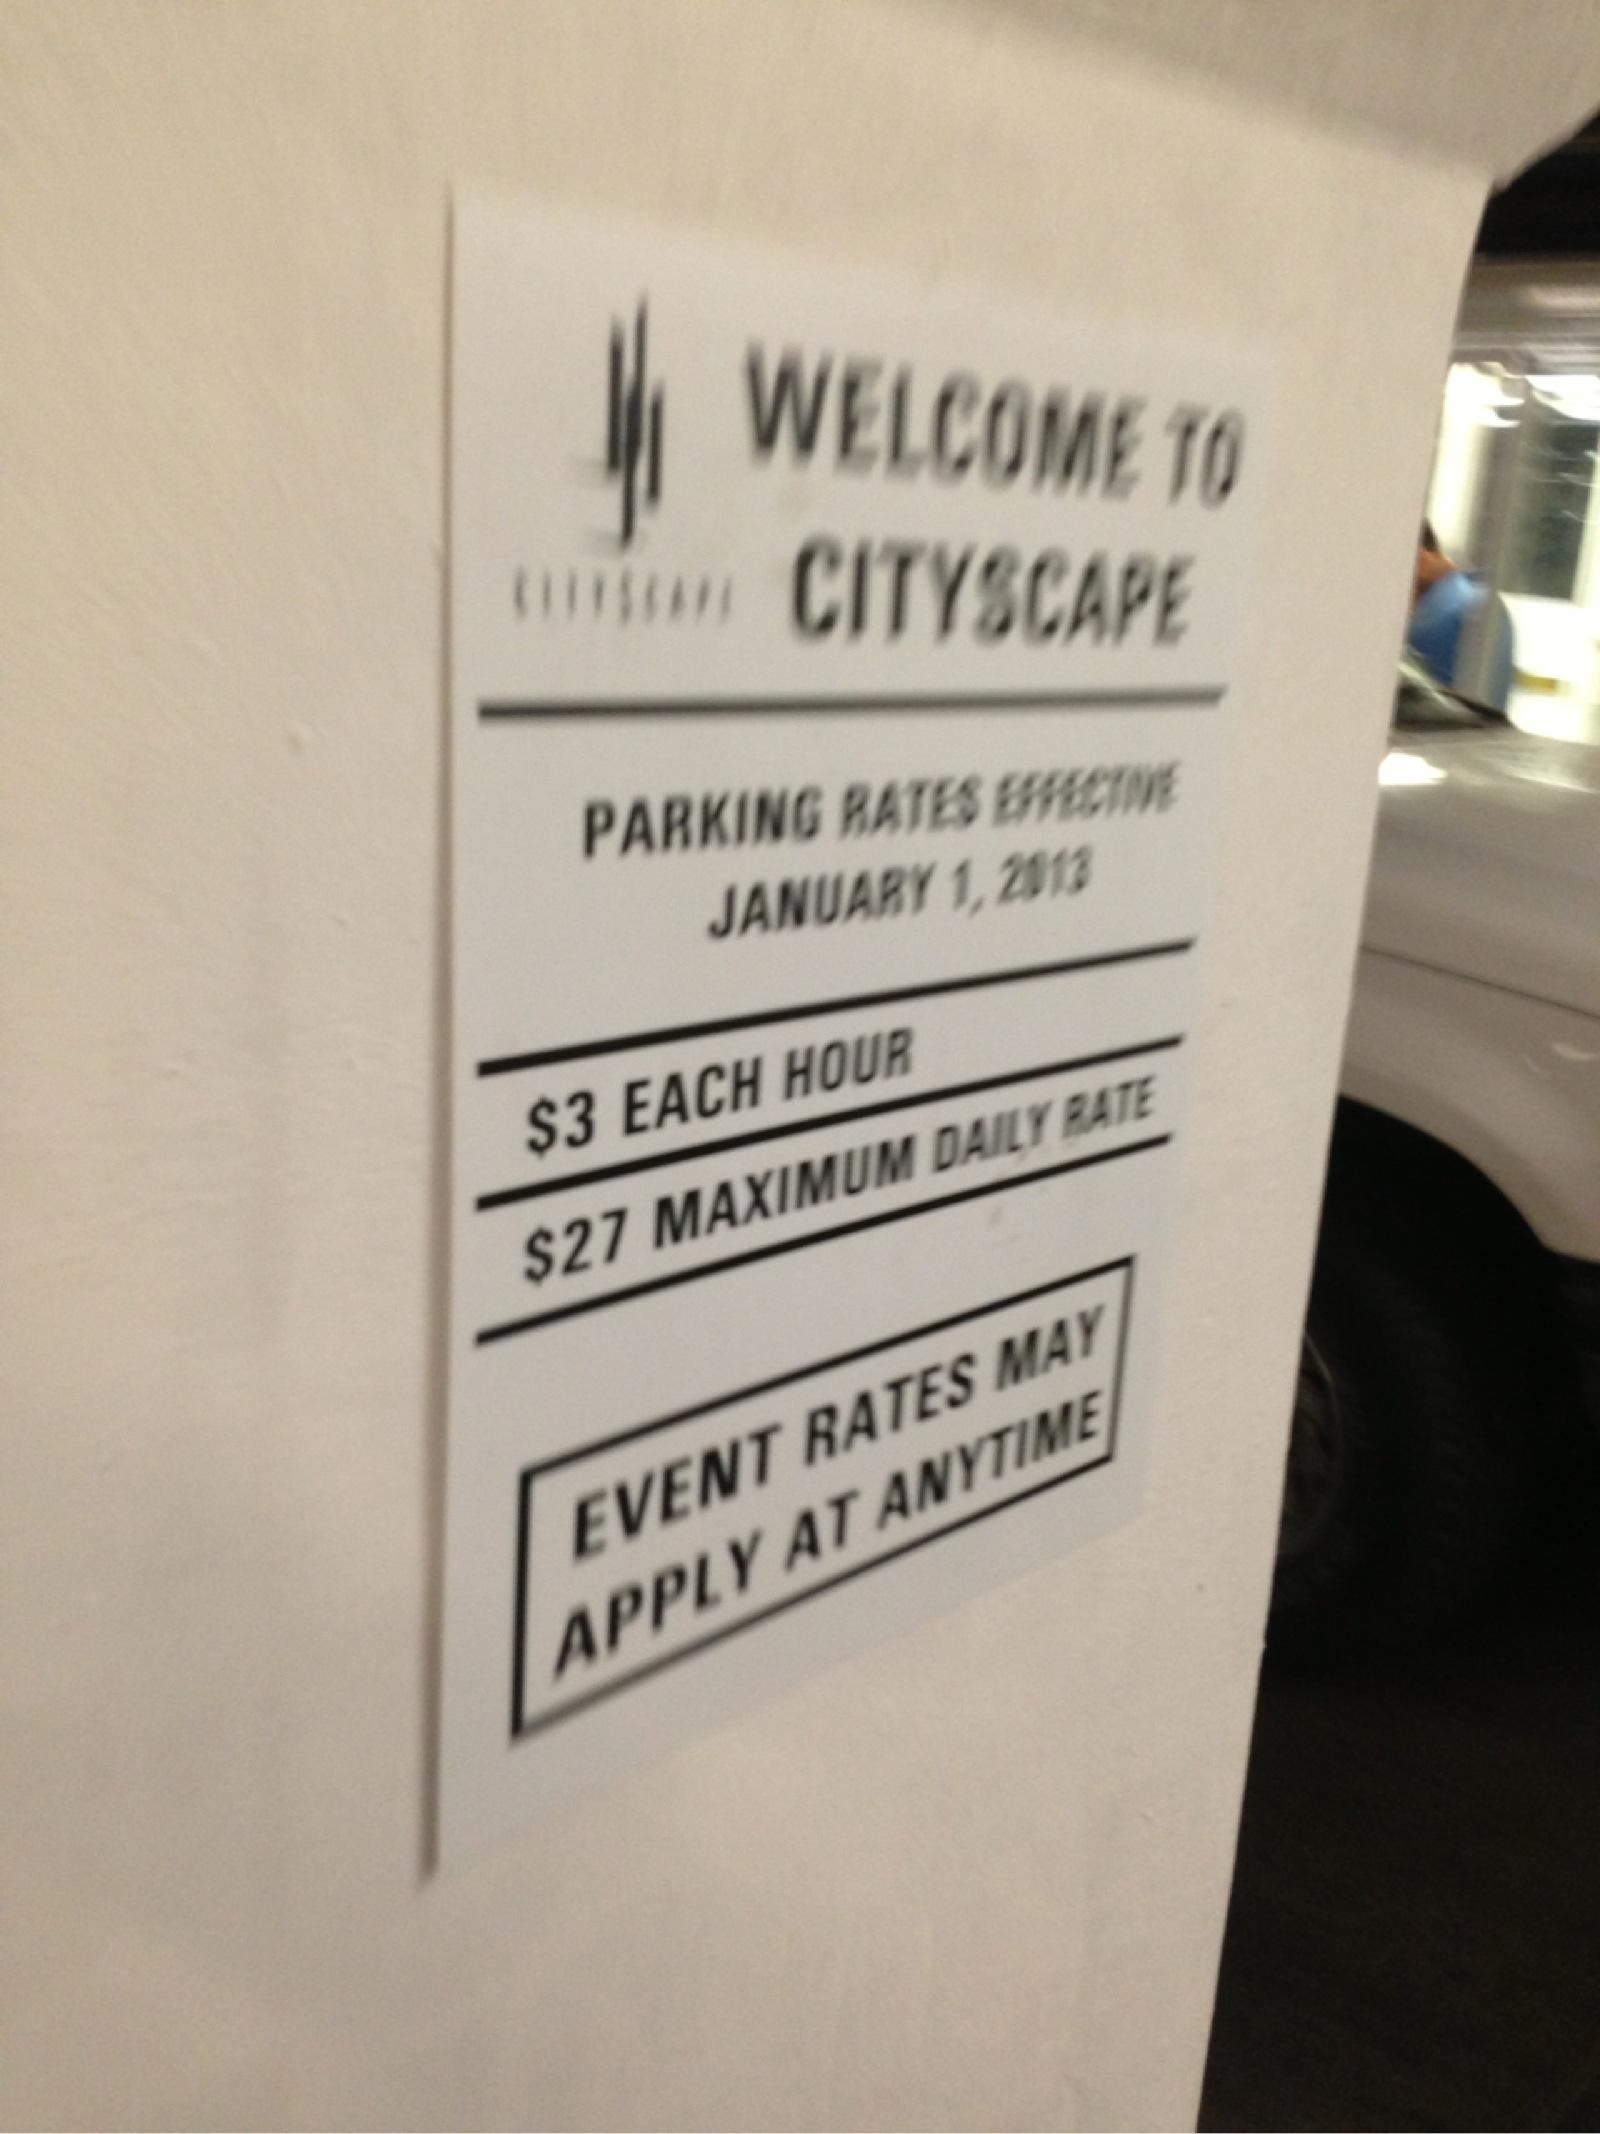 WELCOME TO
CITYSCAPE
CITYSCAPE
PARKING RATES EFFECTIVE
JANUARY 1, 2013
$3 EACH HOUR
$27 MAXIMUM DAILY RATE
EVENT RATES MAY
APPLY AT ANYTIME